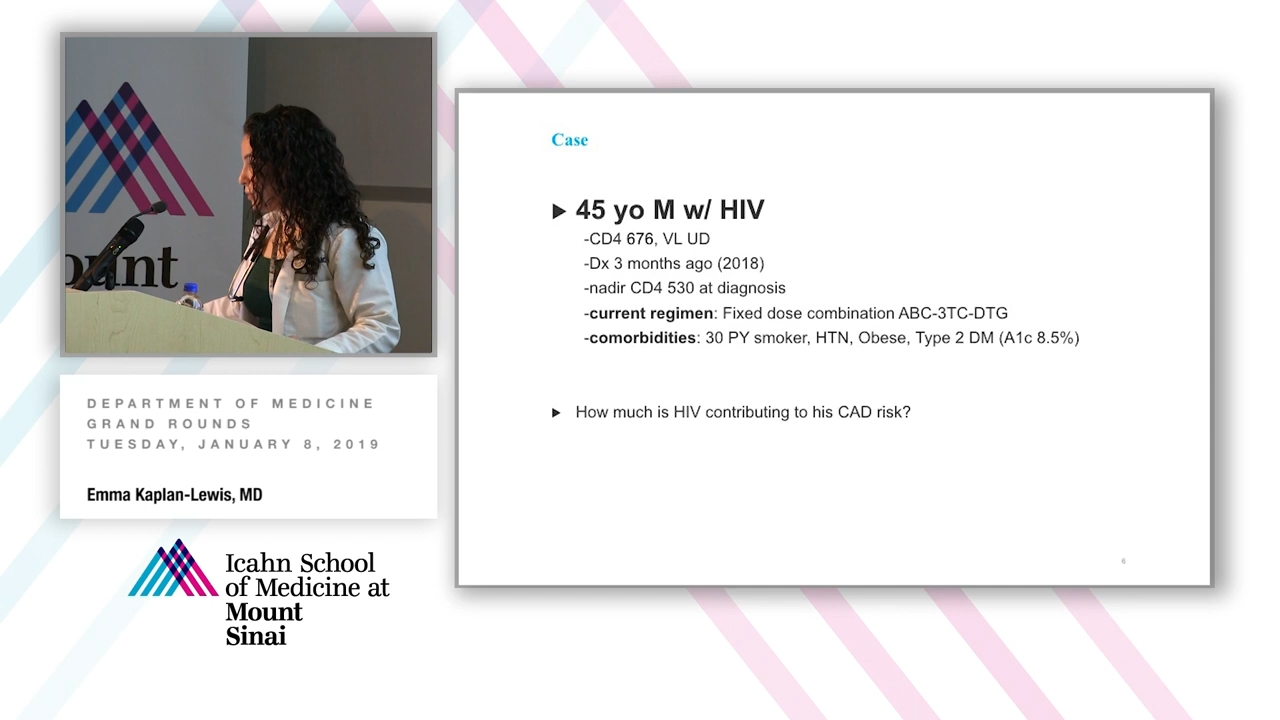 ount
DEPARTMENT OF MEDICINE
GRAND ROUNDS
TUESDAY, JANUARY 8, 2019
Emma Kaplan-Lewis, MD
Icahn School
of Medicine at
Mount
Sinai
Case
▶ 45 yo M w/ HIV
-CD4 676, VL UD
-Dx 3 months ago (2018)
-nadir CD4 530 at diagnosis
-current regimen: Fixed dose combination ABC-3TC-DTG
-comorbidities: 30 PY smoker, HTN, Obese, Type 2 DM (A1c 8.5%)
▶ How much is HIV contributing to his CAD risk?
6